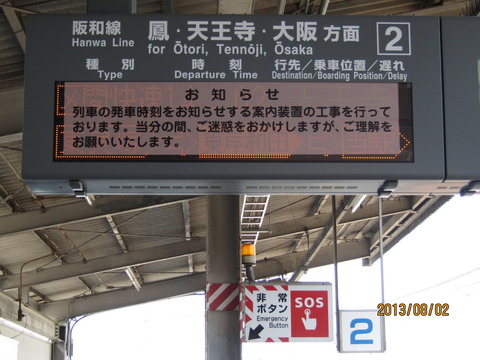 阪和線 鳳・天王寺・大阪 方面 2
Hanwa Line for Ōtori, Tennōji, Ōsaka
種別 時刻 行先／乗車位置／遅れ
Type Departure Time Destination/Boarding Position/Delay
お知らせ
列車の発車時刻をお知らせする案内装置の工事を行って
おります。当分の間、ご迷惑をおかけしますが、ご理解を
お願いいたします。
非常
ボタン
Emergency
Button
SOS
2
2013/08/02